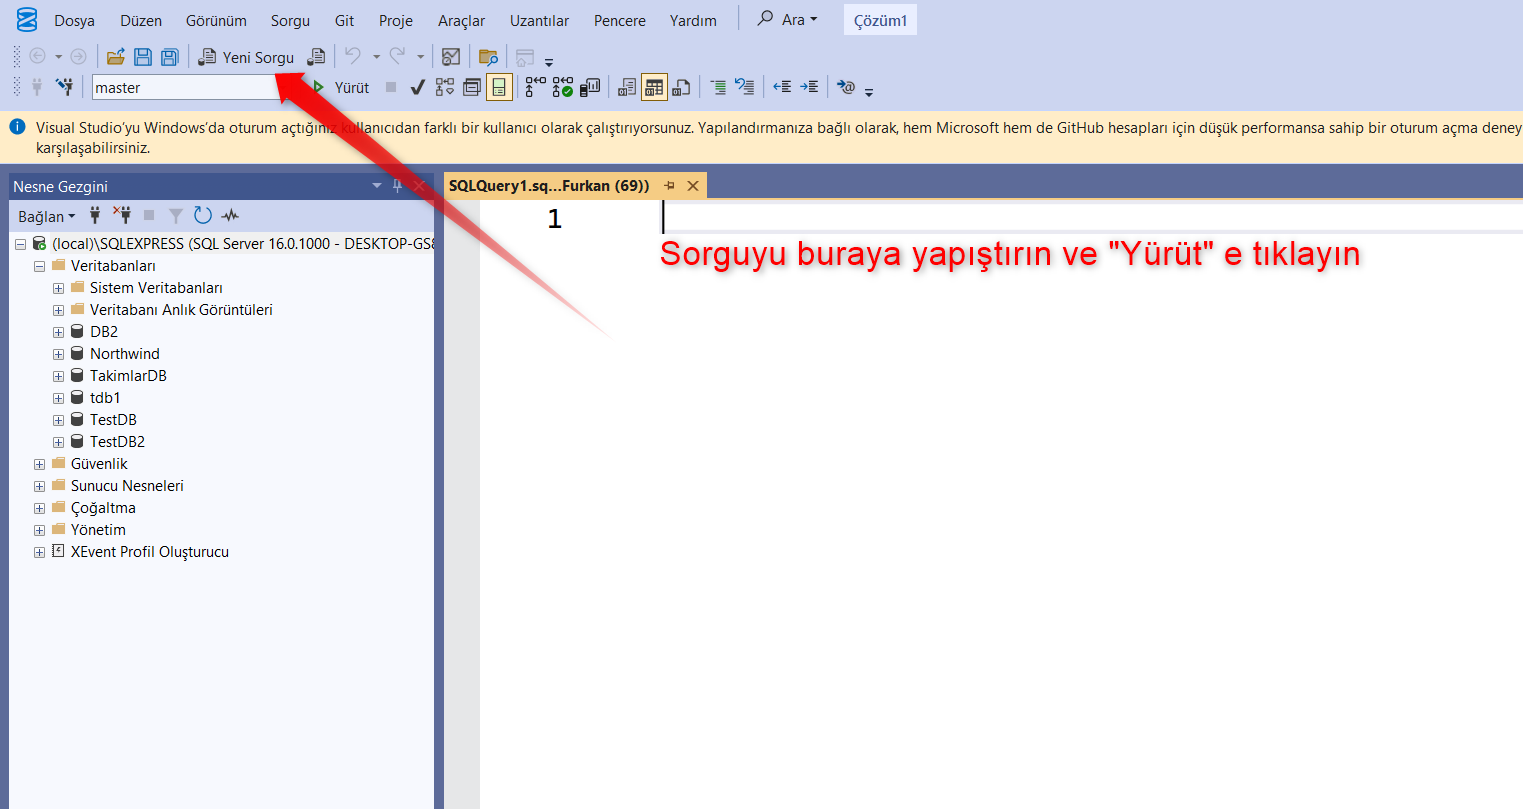 Dosya Düzen Görünüm Sorgu Git Proje Araçlar Uzantılar Pencere Yardım Ara Çözüm1
Yeni Sorgu
master Yürüt
Visual Studio'yu Windows'da oturum açtığınız kullanıcıdan farklı bir kullanıcı olarak çalıştırıyorsunuz. Yapılandırmanıza bağlı olarak, hem Microsoft hem de GitHub hesapları için düşük performansa sahip bir oturum açma deney
karşılaşabilirsiniz.
Nesne Gezgini
SQLQuery1.sq...Furkan (69))
Bağlan
1
(local)\SQLEXPRESS (SQL Server 16.0.1000 - DESKTOP-GS8
Sorguyu buraya yapıştırın ve "Yürüt" e tıklayın
Veritabanları
Sistem Veritabanları
Veritabanı Anlık Görüntüleri
DB2
Northwind
TakimlarDB
tdb1
TestDB
TestDB2
Güvenlik
Sunucu Nesneleri
Çoğaltma
Yönetim
XEvent Profil Oluşturucu